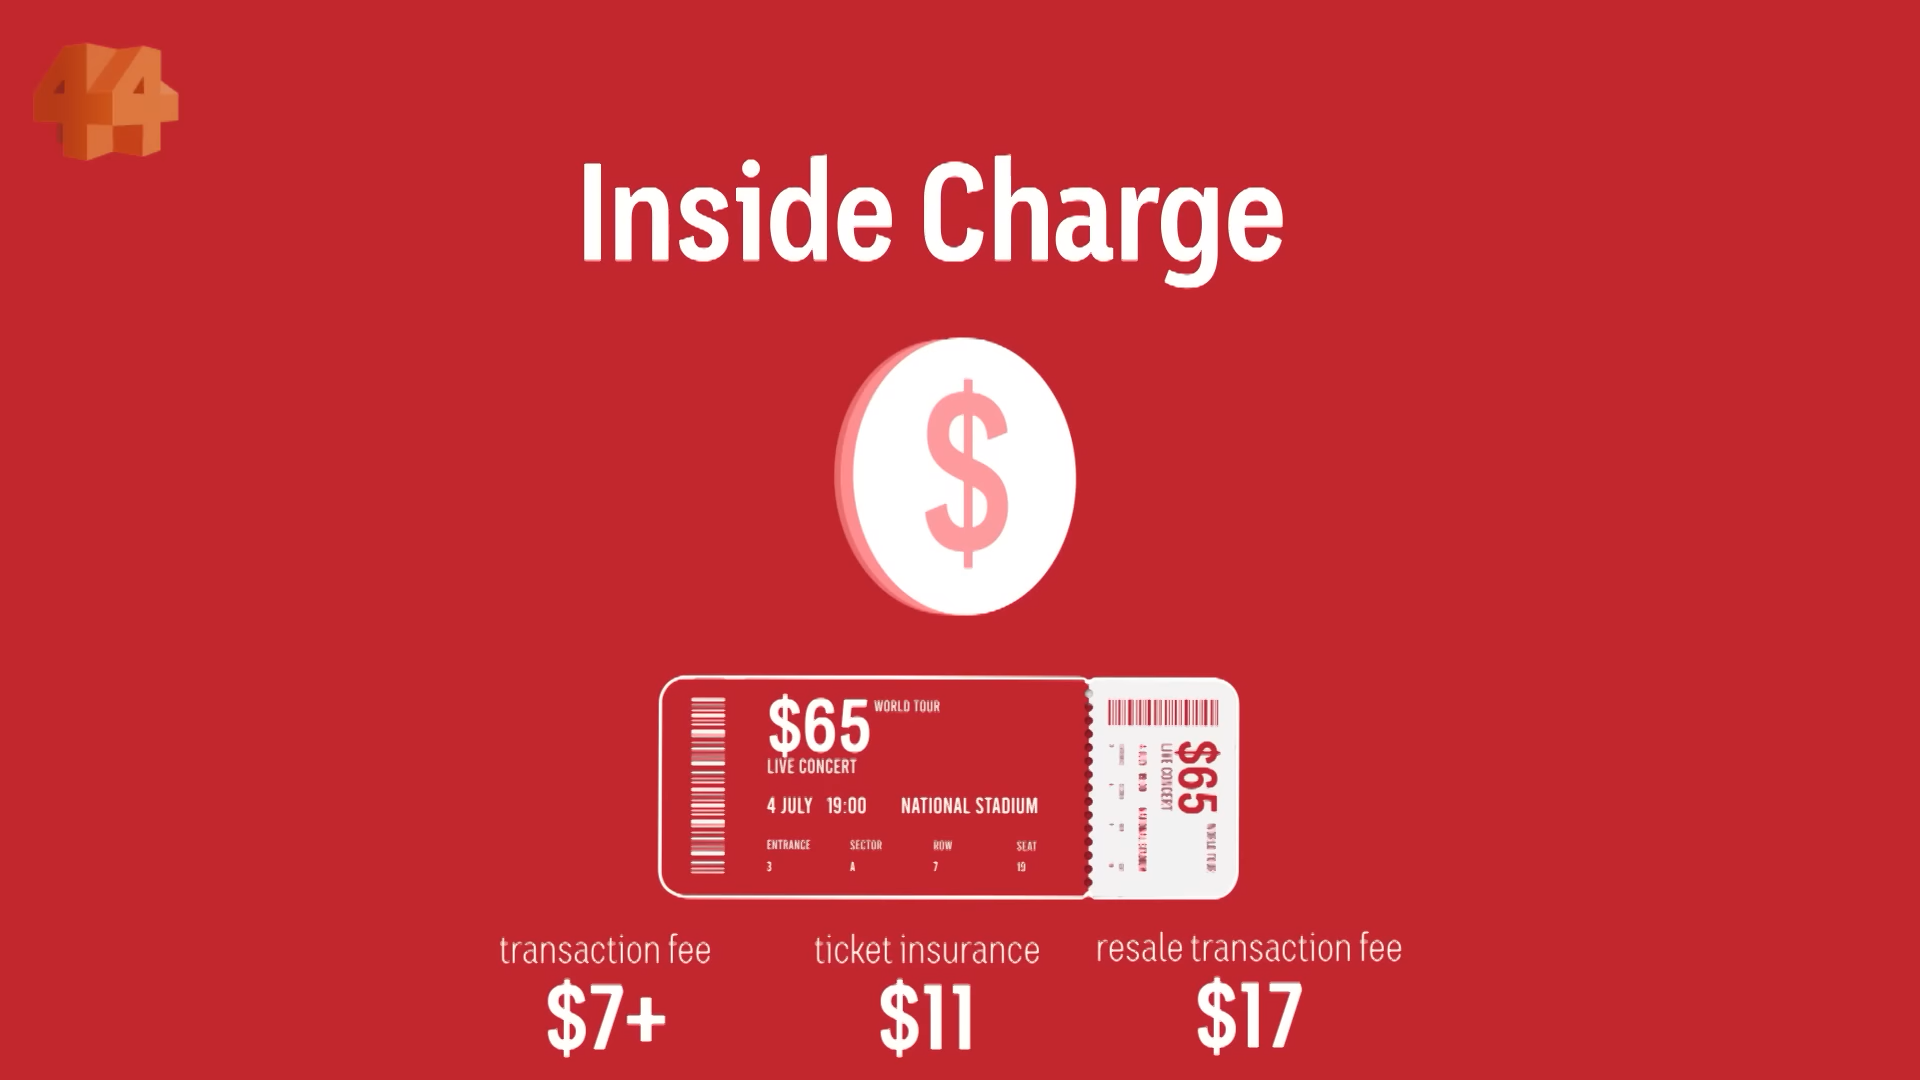 44
Inside Charge
$
$65 WORLD TOUR
LIVE CONCERT
4 JULY 19:00 NATIONAL STADIUM
ENTRANCE SECTOR ROW SEAT
3 A 7 19
$65
LIVE CONCERT
transaction fee ticket insurance resale transaction fee
$7+ $11 $17